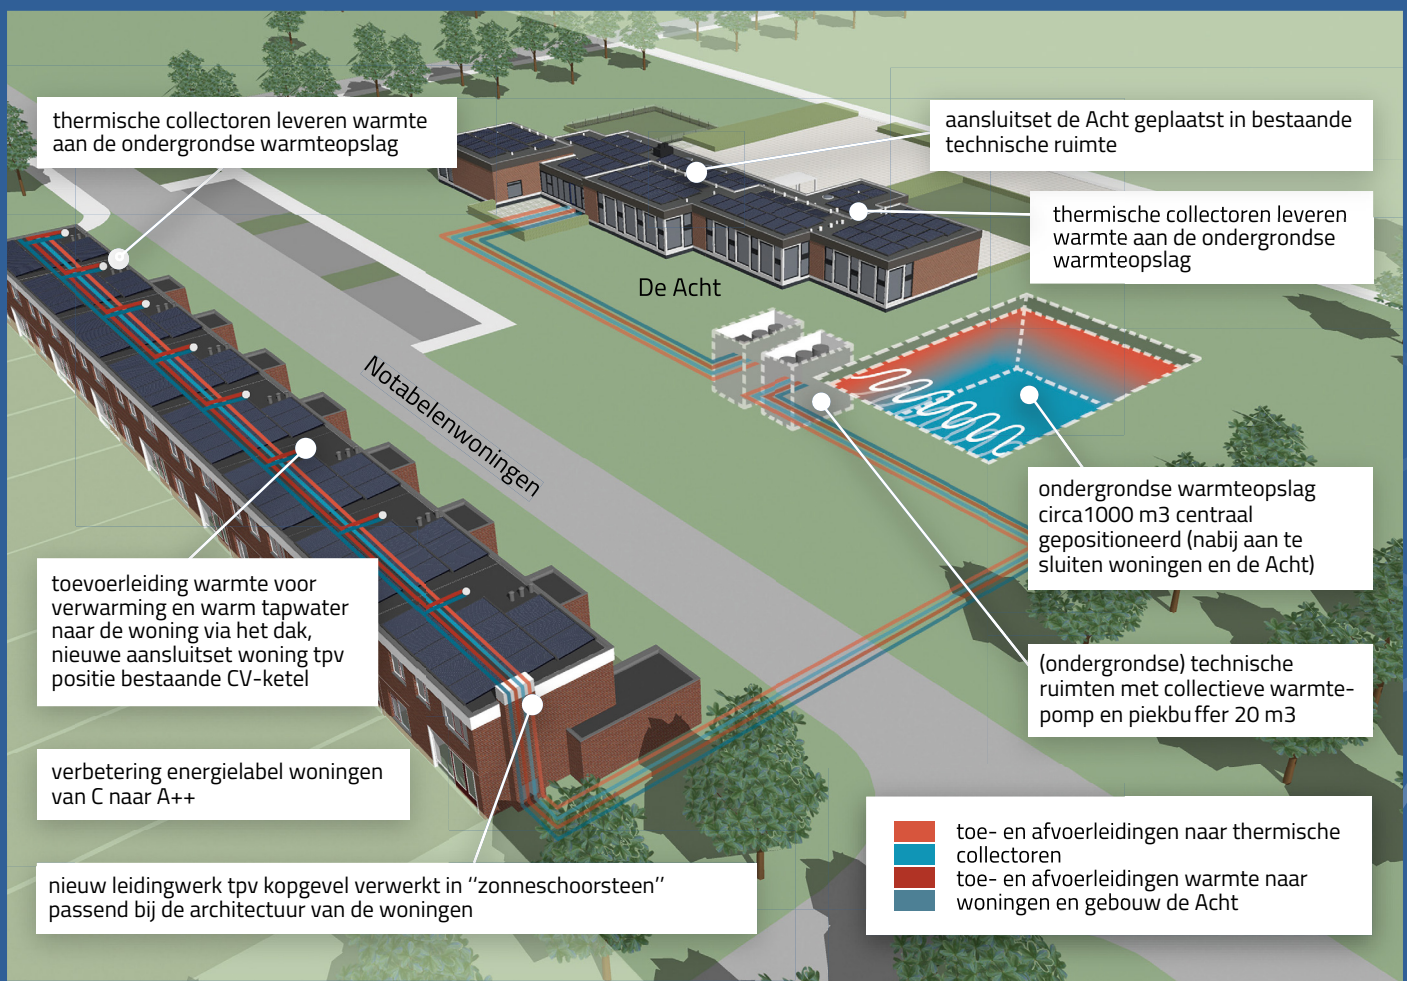 thermische collectoren leveren warmte
aan de ondergrondse warmteopslag
aansluitset de Acht geplaatst in bestaande
technische ruimte
thermische collectoren leveren
warmte aan de ondergrondse
warmteopslag
De Acht
Notabelenwoningen
ondergrondse warmteopslag
circa1000 m3 centraal
gepositioneerd (nabij aan te
sluiten woningen en de Acht)
toevoerleiding warmte voor
verwarming en warm tapwater
naar de woning via het dak,
nieuwe aansluitset woning tpv
positie bestaande CV-ketel
(ondergrondse) technische
ruimten met collectieve warmte-
pomp en piekbuffer 20 m3
verbetering energielabel woningen
van C naar A++
nieuw leidingwerk tpv kopgevel verwerkt in ‘‘zonneschoorsteen’’
passend bij de architectuur van de woningen
toe- en afvoerleidingen naar thermische
collectoren
toe- en afvoerleidingen warmte naar
woningen en gebouw de Acht